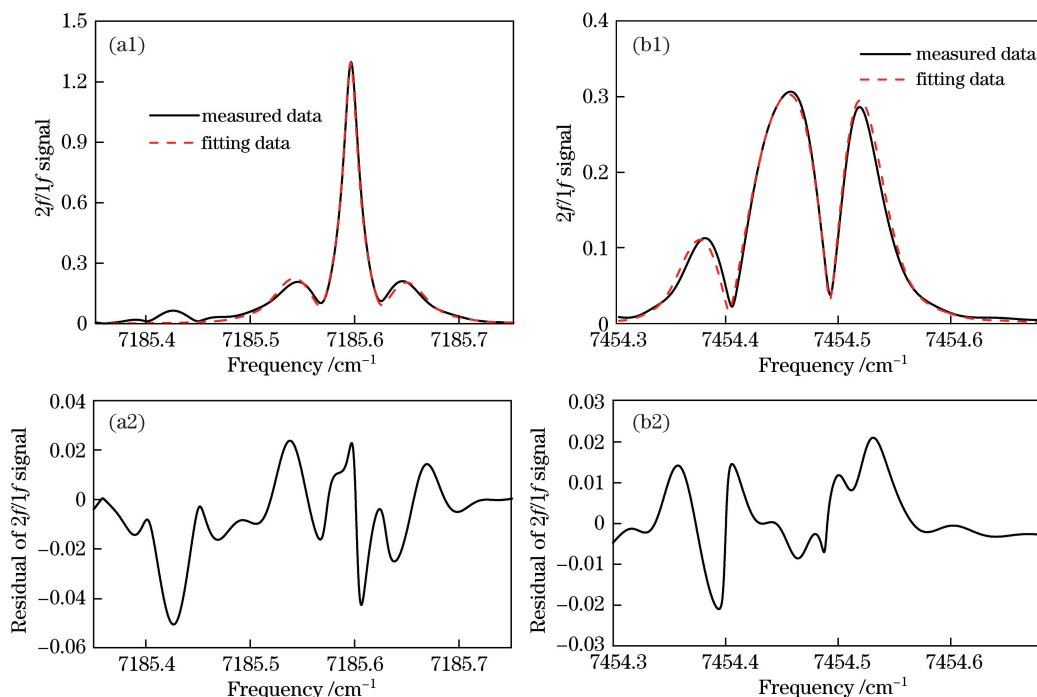 (a1)
1.5
1.2
0.9
0.6
0.3
0
2f/1f signal
measured data
fitting data
7185.4
7185.5
7185.6
7185.7
Frequency /cm⁻¹
(b1)
0.4
0.3
0.2
0.1
0
2f/1f signal
measured data
fitting data
7454.3
7454.4
7454.5
7454.6
Frequency /cm⁻¹
(a2)
0.04
0.02
0
−0.02
−0.04
−0.06
Residual of 2f/1f signal
7185.4
7185.5
7185.6
7185.7
Frequency /cm⁻¹
(b2)
0.03
0.02
0.01
0
−0.01
−0.02
−0.03
Residual of 2f/1f signal
7454.3
7454.4
7454.5
7454.6
Frequency /cm⁻¹